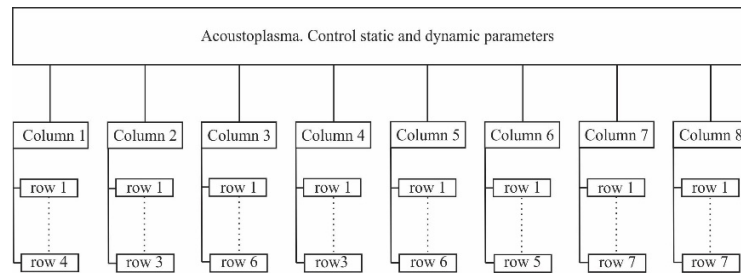 Acoustoplasma. Control static and dynamic parameters
Column 1 Column 2 Column 3 Column 4 Column 5 Column 6 Column 7 Column 8
row 1 row 1 row 1 row 1 row 1 row 1 row 1 row 1
row 4 row 3 row 6 row3 row 6 row 5 row 7 row 7